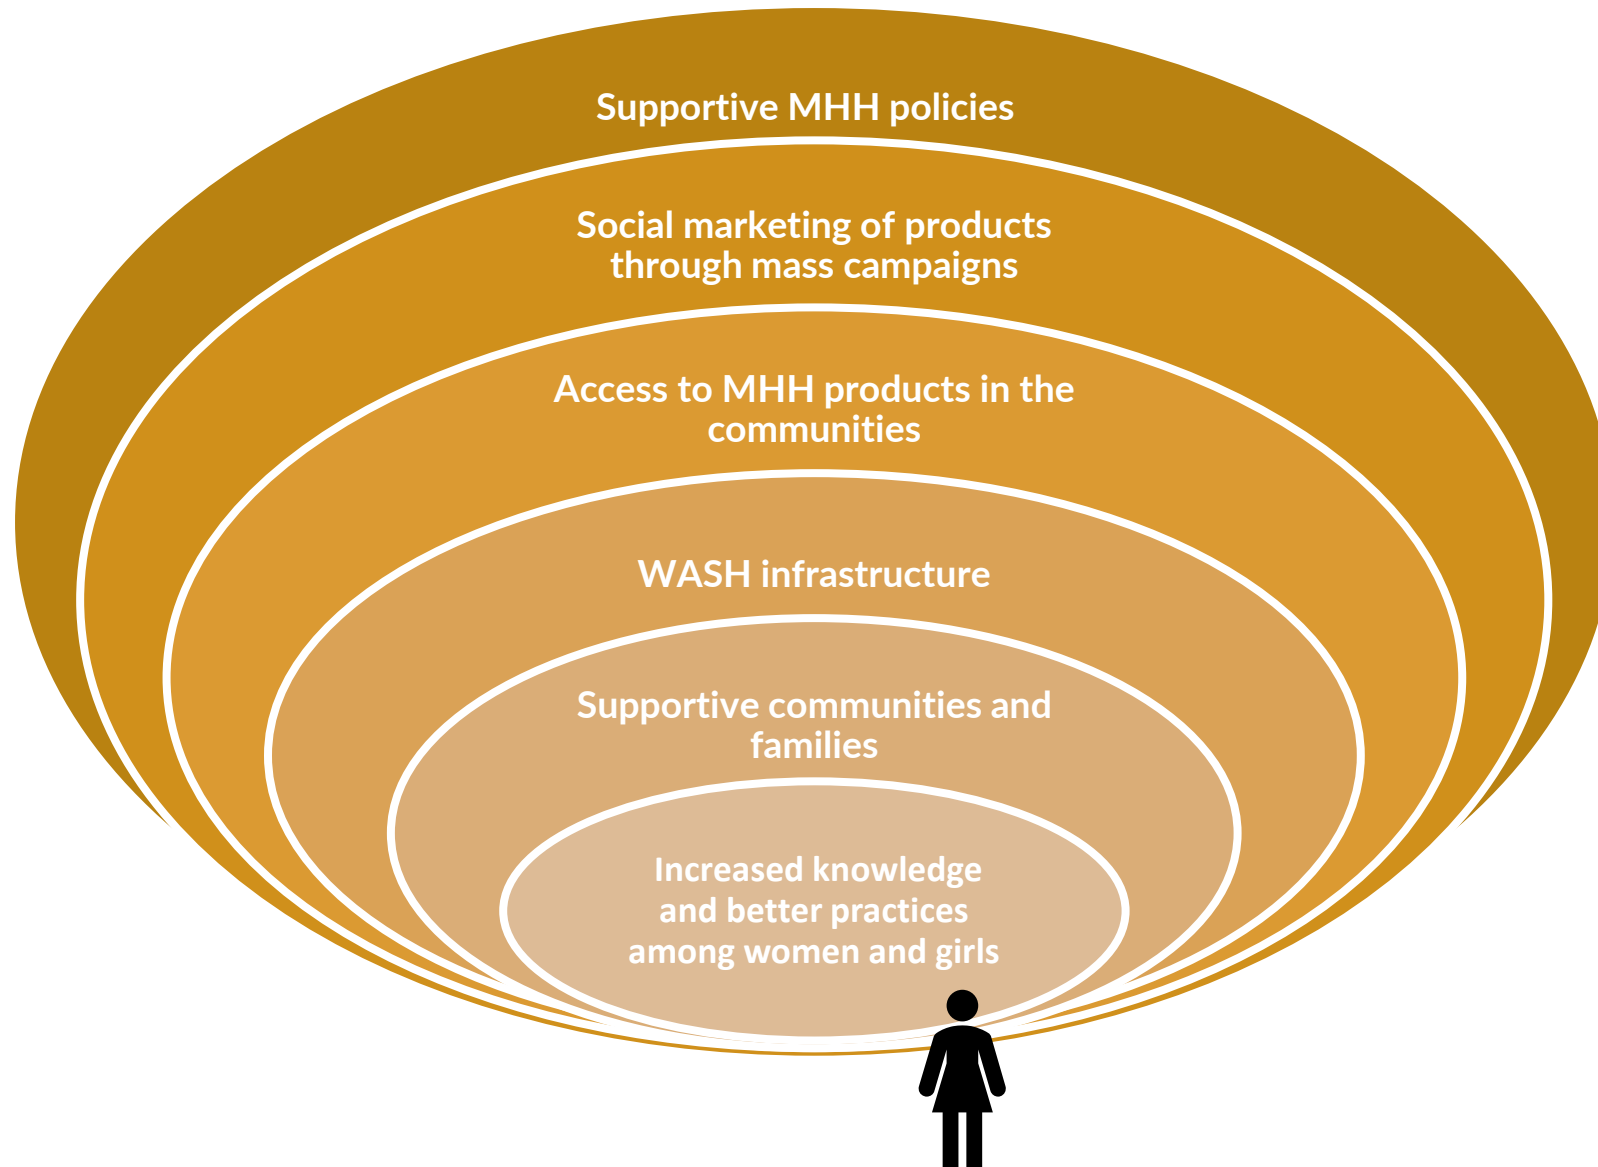 Supportive MHH policies
Social marketing of products
through mass campaigns
Access to MHH products in the
communities
WASH infrastructure
Supportive communities and
families
Increased knowledge
and better practices
among women and girls